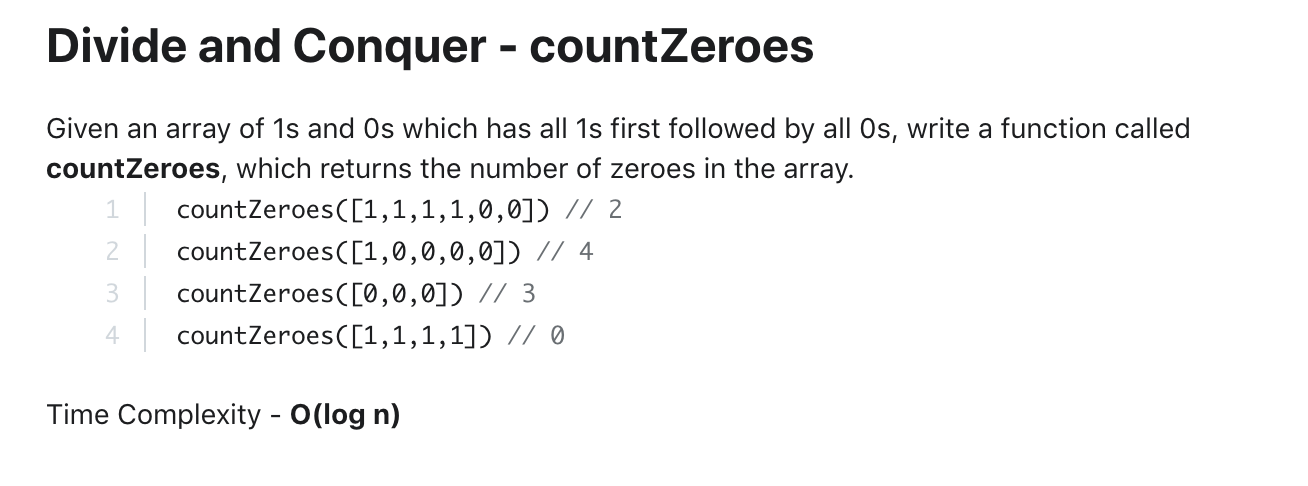 Divide and Conquer - countZeroes
Given an array of 1s and 0s which has all 1s first followed by all 0s, write a function called
countZeroes, which returns the number of zeroes in the array.
1 countZeroes([1,1,1,1,0,0]) // 2
2 countZeroes([1,0,0,0,0]) // 4
3 countZeroes([0,0,0]) // 3
4 countZeroes([1,1,1,1]) // 0
Time Complexity - O(log n)